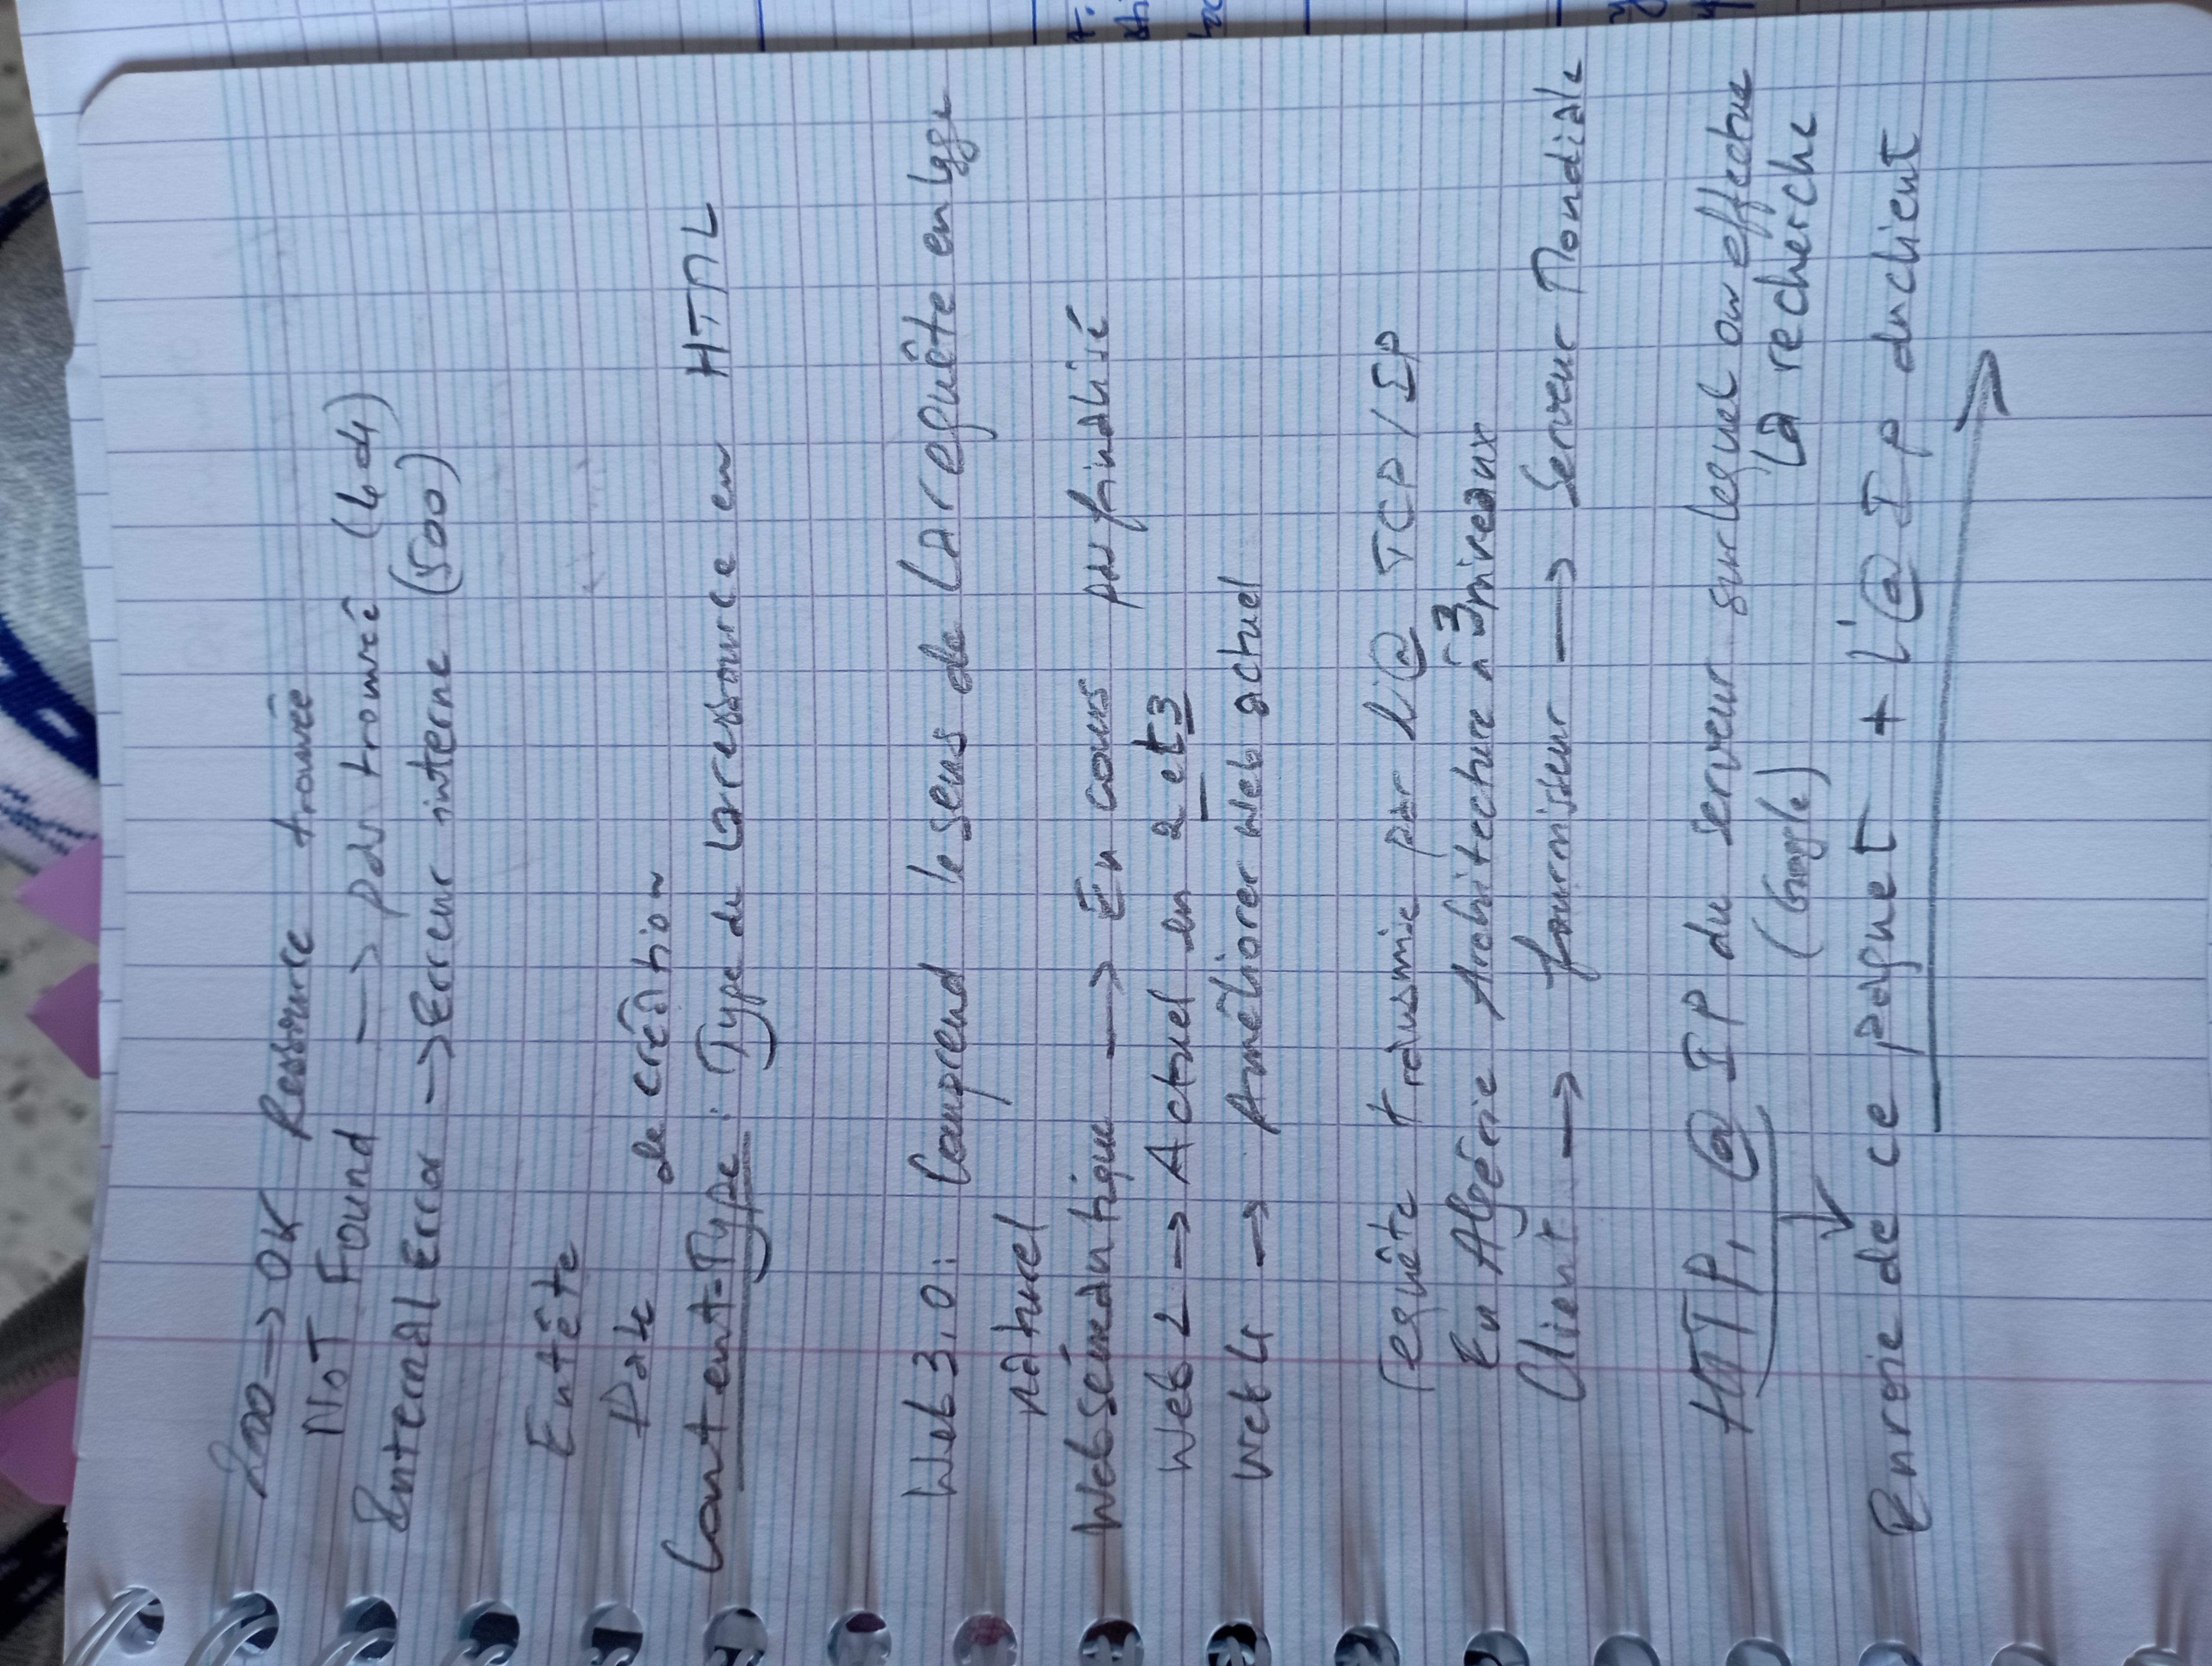 200 → OK Ressource trouvée
NOT Found → pas trouvé (404)
Internal Error → Erreur interne (500)
Entête
Date de création
Content-Type : Type de la ressource en HTML
Web 3.0 : Comprend le sens de la requête en lgge
naturel
Web sémantique → En cours pas finalisé
Web 2 → Actuel en 2 et 3
Web 4 → Améliorer web actuel
requête transmise par l'@ TCP/IP
En Algérie Architecture à 3 niveaux
Client → fournisseur → Serveur Mondiale
HTTP, @ IP du serveur sur lequel on effectue
(Google) la recherche
Envoie de ce paquet + l'@ IP du client